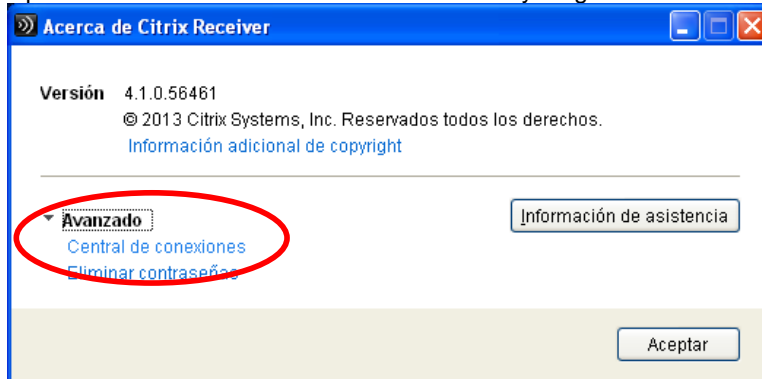 Acerca de Citrix Receiver
Versión 4.1.0.56461
© 2013 Citrix Systems, Inc. Reservados todos los derechos.
Información adicional de copyright
Avanzado
Información de asistencia
Central de conexiones
Eliminar contraseñas
Aceptar